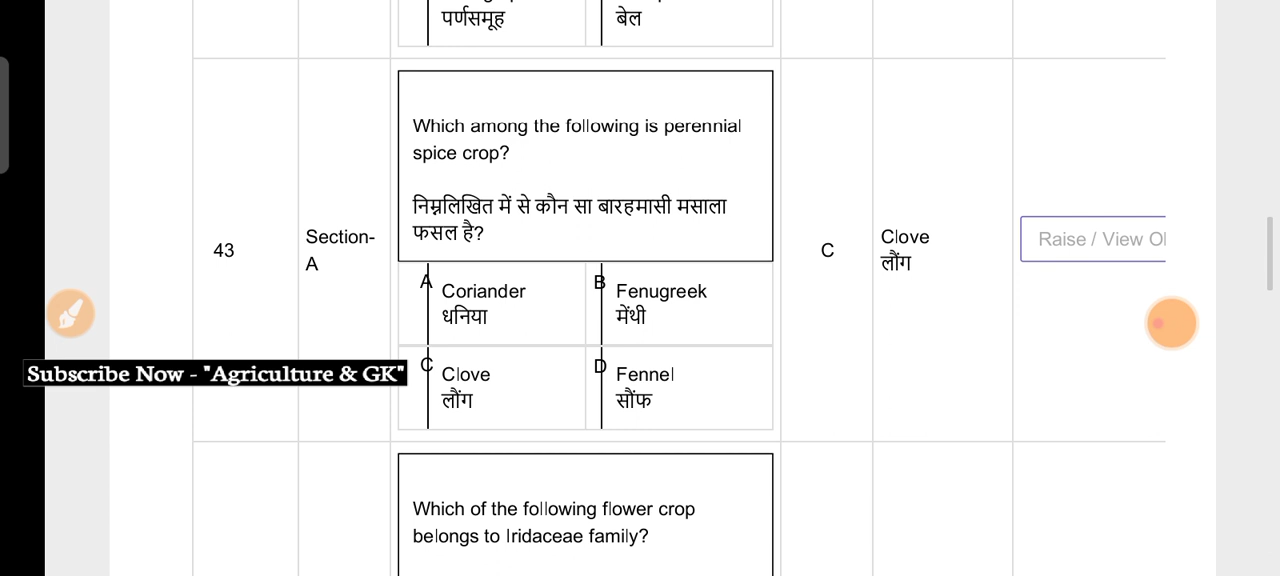 पर्णसमूह
बेल
43
Section-
A
Which among the following is perennial
spice crop?
निम्नलिखित में से कौन सा बारहमासी मसाला
फसल है?
A
Coriander
धनिया
B
Fenugreek
मेंथी
C
Clove
लौंग
D
Fennel
सौंफ
C
Clove
लौंग
Raise / View Ob
Subscribe Now - "Agriculture & GK"
Which of the following flower crop
belongs to Iridaceae family?